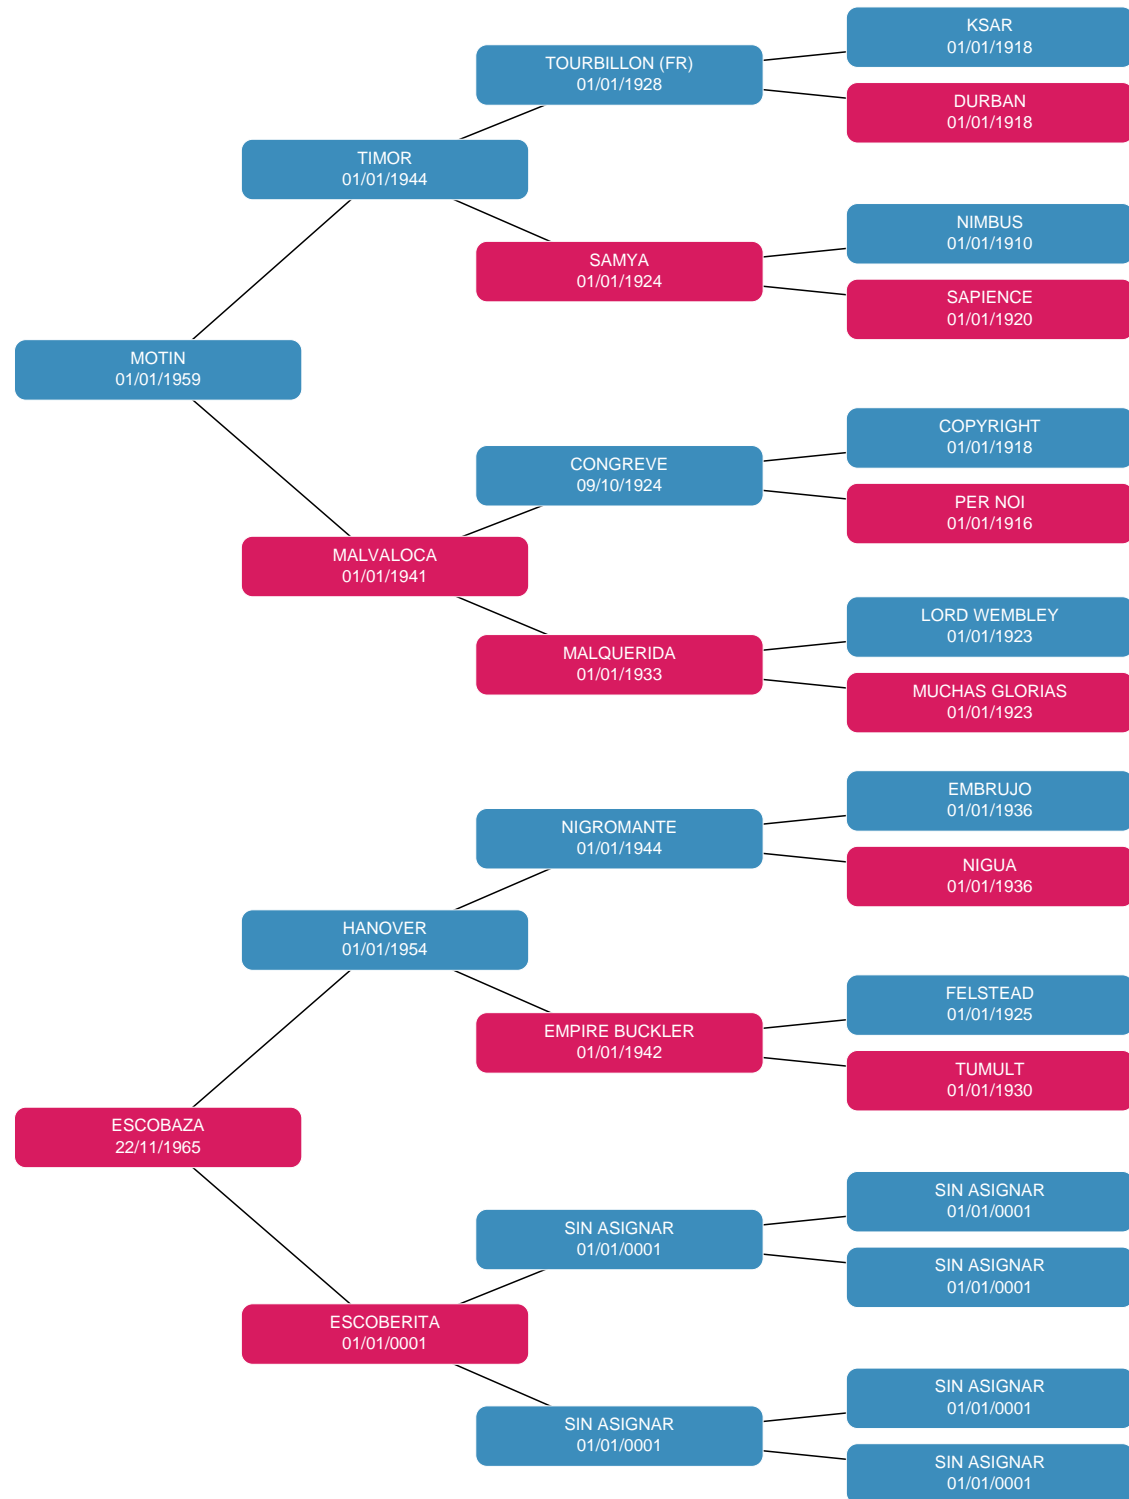 KSAR
01/01/1918
TOURBILLON (FR)
01/01/1928
DURBAN
01/01/1918
TIMOR
01/01/1944
NIMBUS
01/01/1910
SAMYA
01/01/1924
SAPIENCE
01/01/1920
MOTIN
01/01/1959
COPYRIGHT
01/01/1918
CONGREVE
09/10/1924
PER NOI
01/01/1916
MALVALOCA
01/01/1941
LORD WEMBLEY
01/01/1923
MALQUERIDA
01/01/1933
MUCHAS GLORIAS
01/01/1923
EMBRUJO
01/01/1936
NIGROMANTE
01/01/1944
NIGUA
01/01/1936
HANOVER
01/01/1954
FELSTEAD
01/01/1925
EMPIRE BUCKLER
01/01/1942
TUMULT
01/01/1930
ESCOBAZA
22/11/1965
SIN ASIGNAR
01/01/0001
SIN ASIGNAR
01/01/0001
SIN ASIGNAR
01/01/0001
ESCOBERITA
01/01/0001
SIN ASIGNAR
01/01/0001
SIN ASIGNAR
01/01/0001
SIN ASIGNAR
01/01/0001